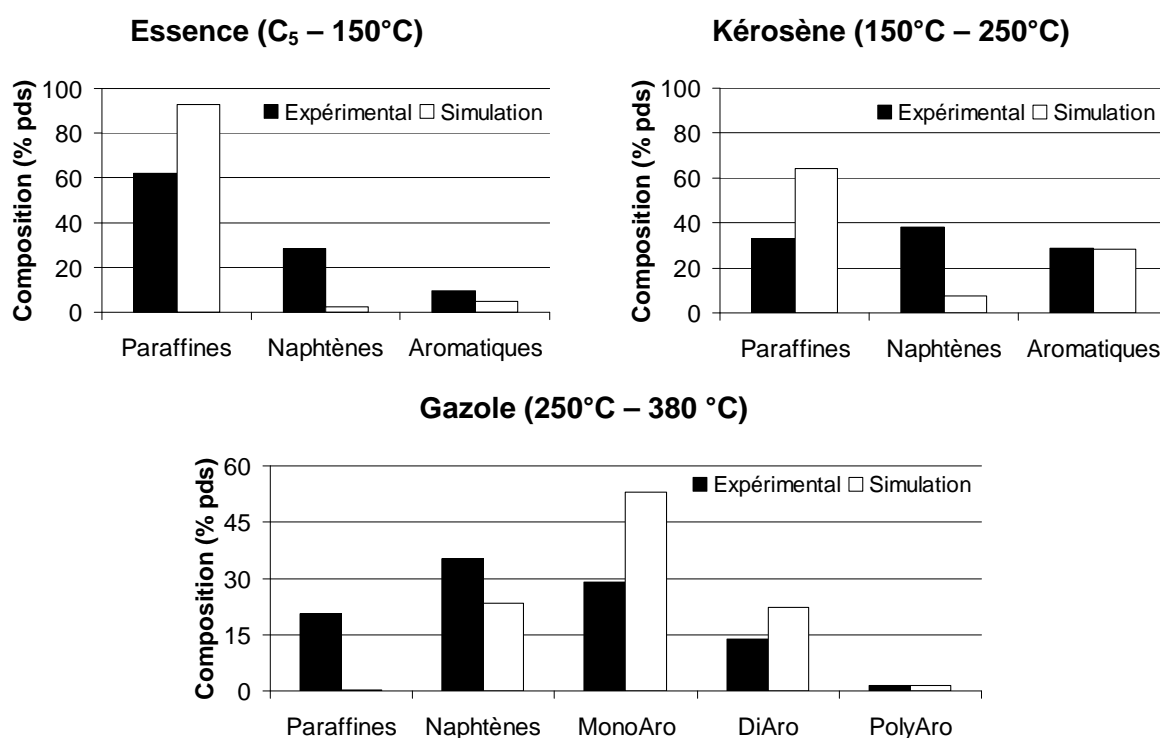 Essence (C₅ – 150°C)
Composition (% pds)
100
80
60
40
20
0
Expérimental Simulation
Paraffines Naphtènes Aromatiques
Kérosène (150°C – 250°C)
Composition (% pds)
100
80
60
40
20
0
Expérimental Simulation
Paraffines Naphtènes Aromatiques
Gazole (250°C – 380 °C)
Composition (% pds)
60
45
30
15
0
Expérimental Simulation
Paraffines Naphtènes MonoAro DiAro PolyAro